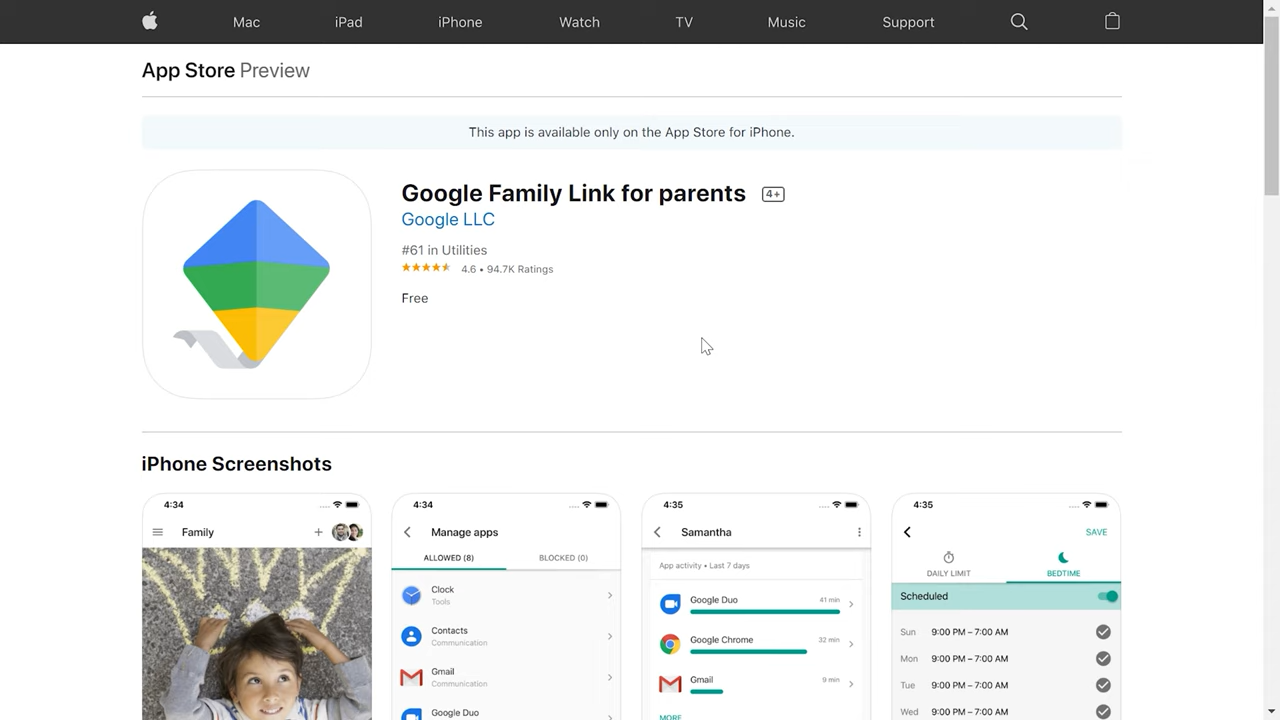 Mac iPad iPhone Watch TV Music Support
App Store Preview
This app is available only on the App Store for iPhone.
Google Family Link for parents 4+
Google LLC
#61 in Utilities
4.6 • 94.7K Ratings
Free
iPhone Screenshots
4:34
Family
4:34
Manage apps
ALLOWED (8) BLOCKED (0)
Clock
Tools
Contacts
Communication
Gmail
Communication
Google Duo
4:35
Samantha
App activity • Last 7 days
Google Duo 41 min
Google Chrome 32 min
Gmail 9 min
MORE
4:35
SAVE
DAILY LIMIT BEDTIME
Scheduled
Sun 9:00 PM – 7:00 AM
Mon 9:00 PM – 7:00 AM
Tue 9:00 PM – 7:00 AM
Wed 9:00 PM – 7:00 AM